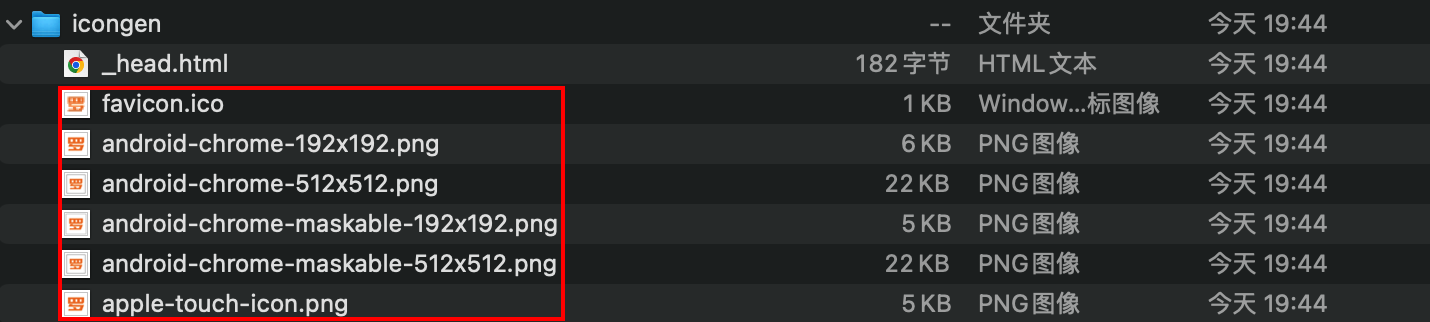 icongen -- 文件夹 今天 19:44
_head.html 182 字节 HTML 文本 今天 19:44
favicon.ico 1 KB Window...标图像 今天 19:44
android-chrome-192x192.png 6 KB PNG图像 今天 19:44
android-chrome-512x512.png 22 KB PNG图像 今天 19:44
android-chrome-maskable-192x192.png 5 KB PNG图像 今天 19:44
android-chrome-maskable-512x512.png 22 KB PNG图像 今天 19:44
apple-touch-icon.png 5 KB PNG图像 今天 19:44